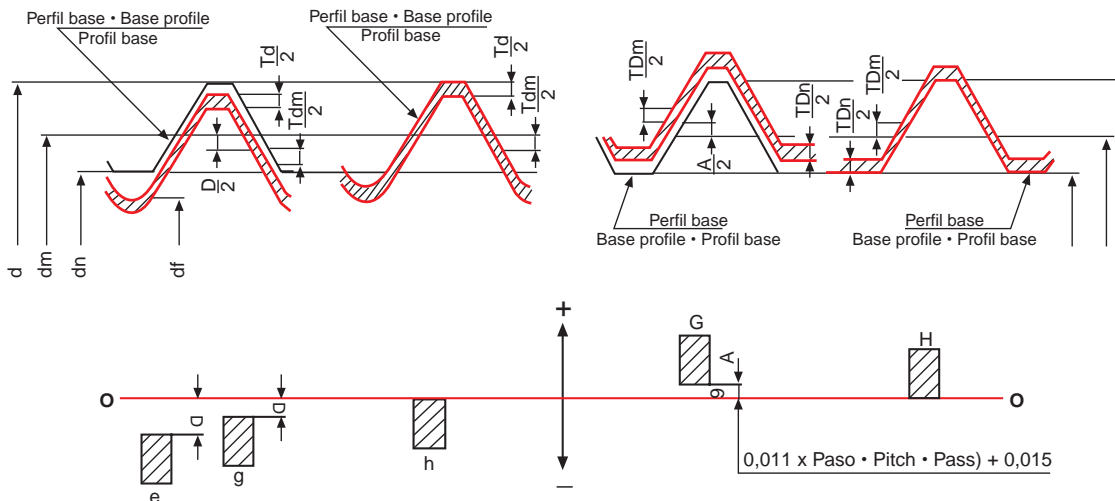 Perfil base • Base profile
Profil base
Perfil base • Base profile
Profil base
Td
2
Tdm
2
Td
2
Tdm
2
D
2
d
dm
dn
df
TDm
2
TDn
2
A
2
TDn
2
Perfil base
Base profile • Profil base
Perfil base
Base profile • Profil base
+
G
A
6
H
O
O
D
D
e
g
h
0,011 x Paso • Pitch • Pass) + 0,015
–